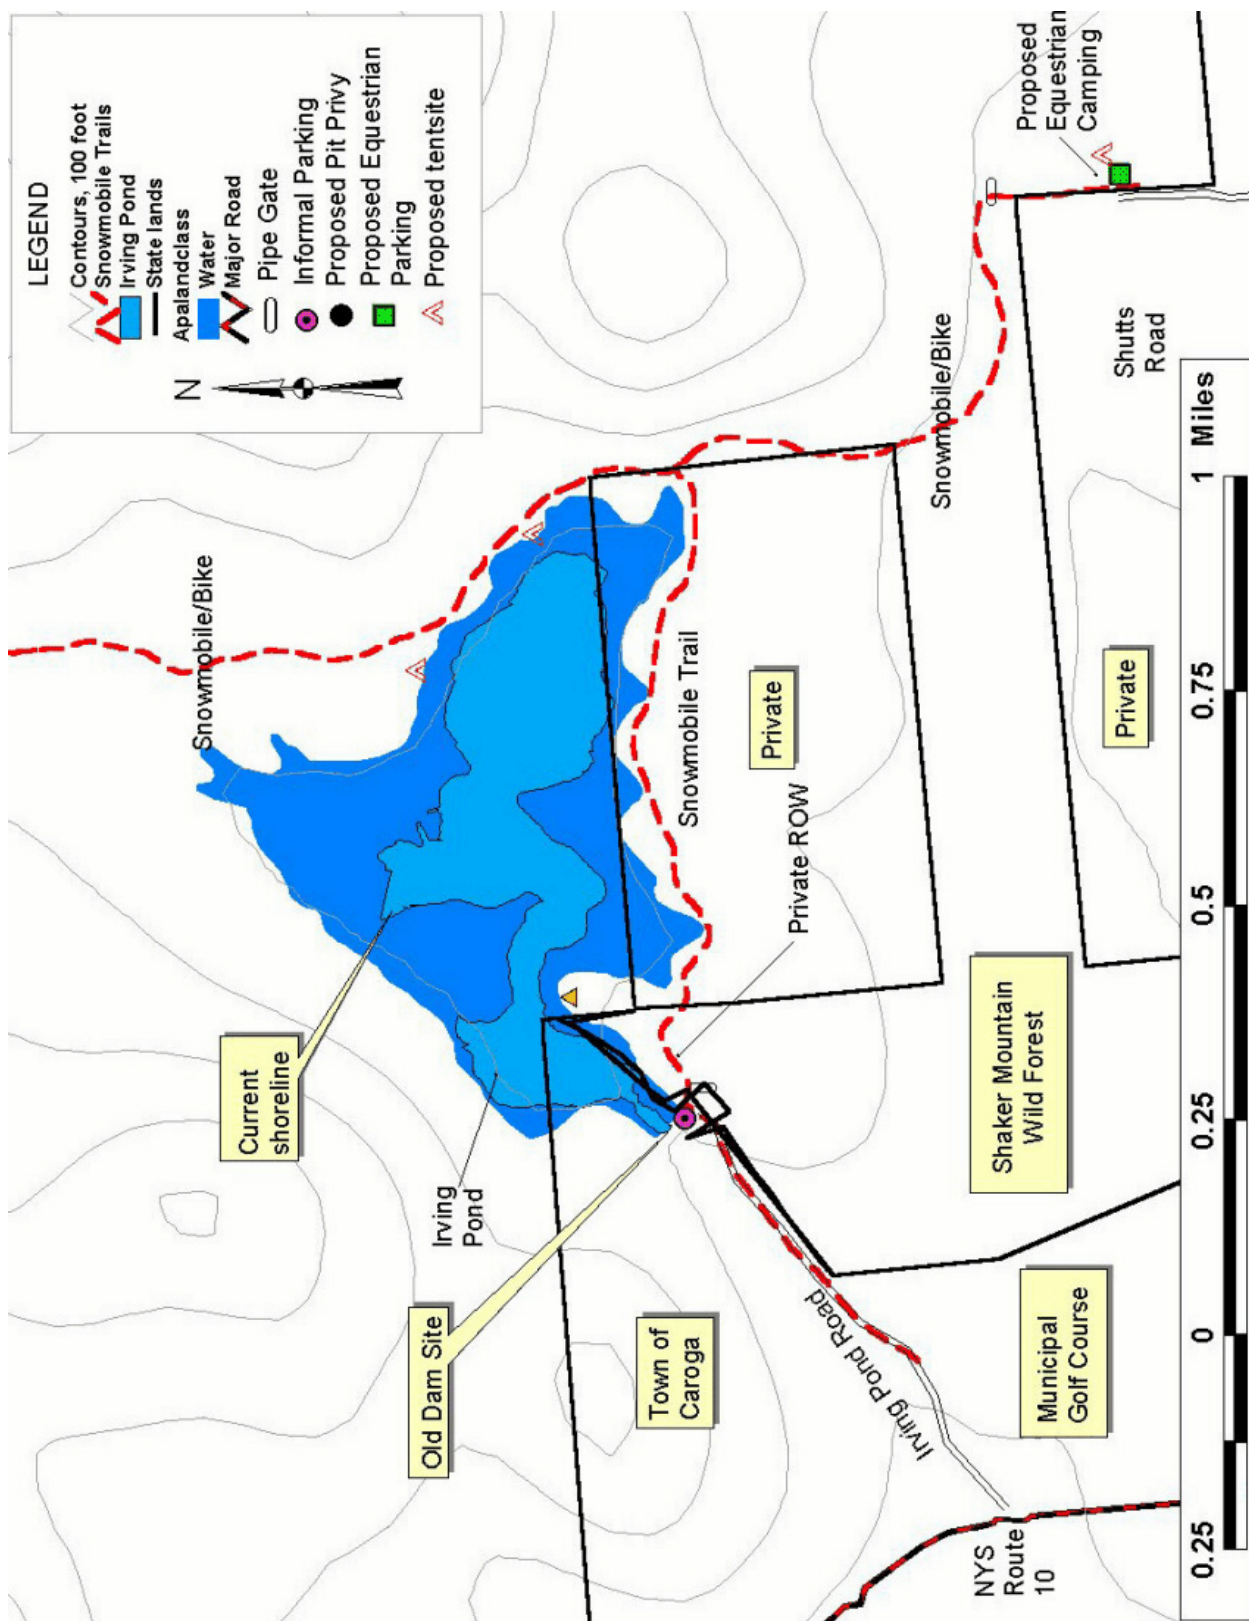 LEGEND
Contours, 100 foot
Snowmobile Trails
Irving Pond
State lands
Apalandclass
Water
Major Road
Pipe Gate
Informal Parking
Proposed Pit Privy
Proposed Equestrian
Parking
Proposed tentsite
N
Snowmobile/Bike
Current
shoreline
Irving
Pond
Old Dam Site
Town of
Caroga
Snowmobile Trail
Private
Private ROW
Snowmobile/Bike
Proposed
Equestrian
Camping
Shutts
Road
Private
Shaker Mountain
Wild Forest
Irving Pond Road
Municipal
Golf Course
NYS
Route
10
0.25
0
0.25
0.5
0.75
1 Miles